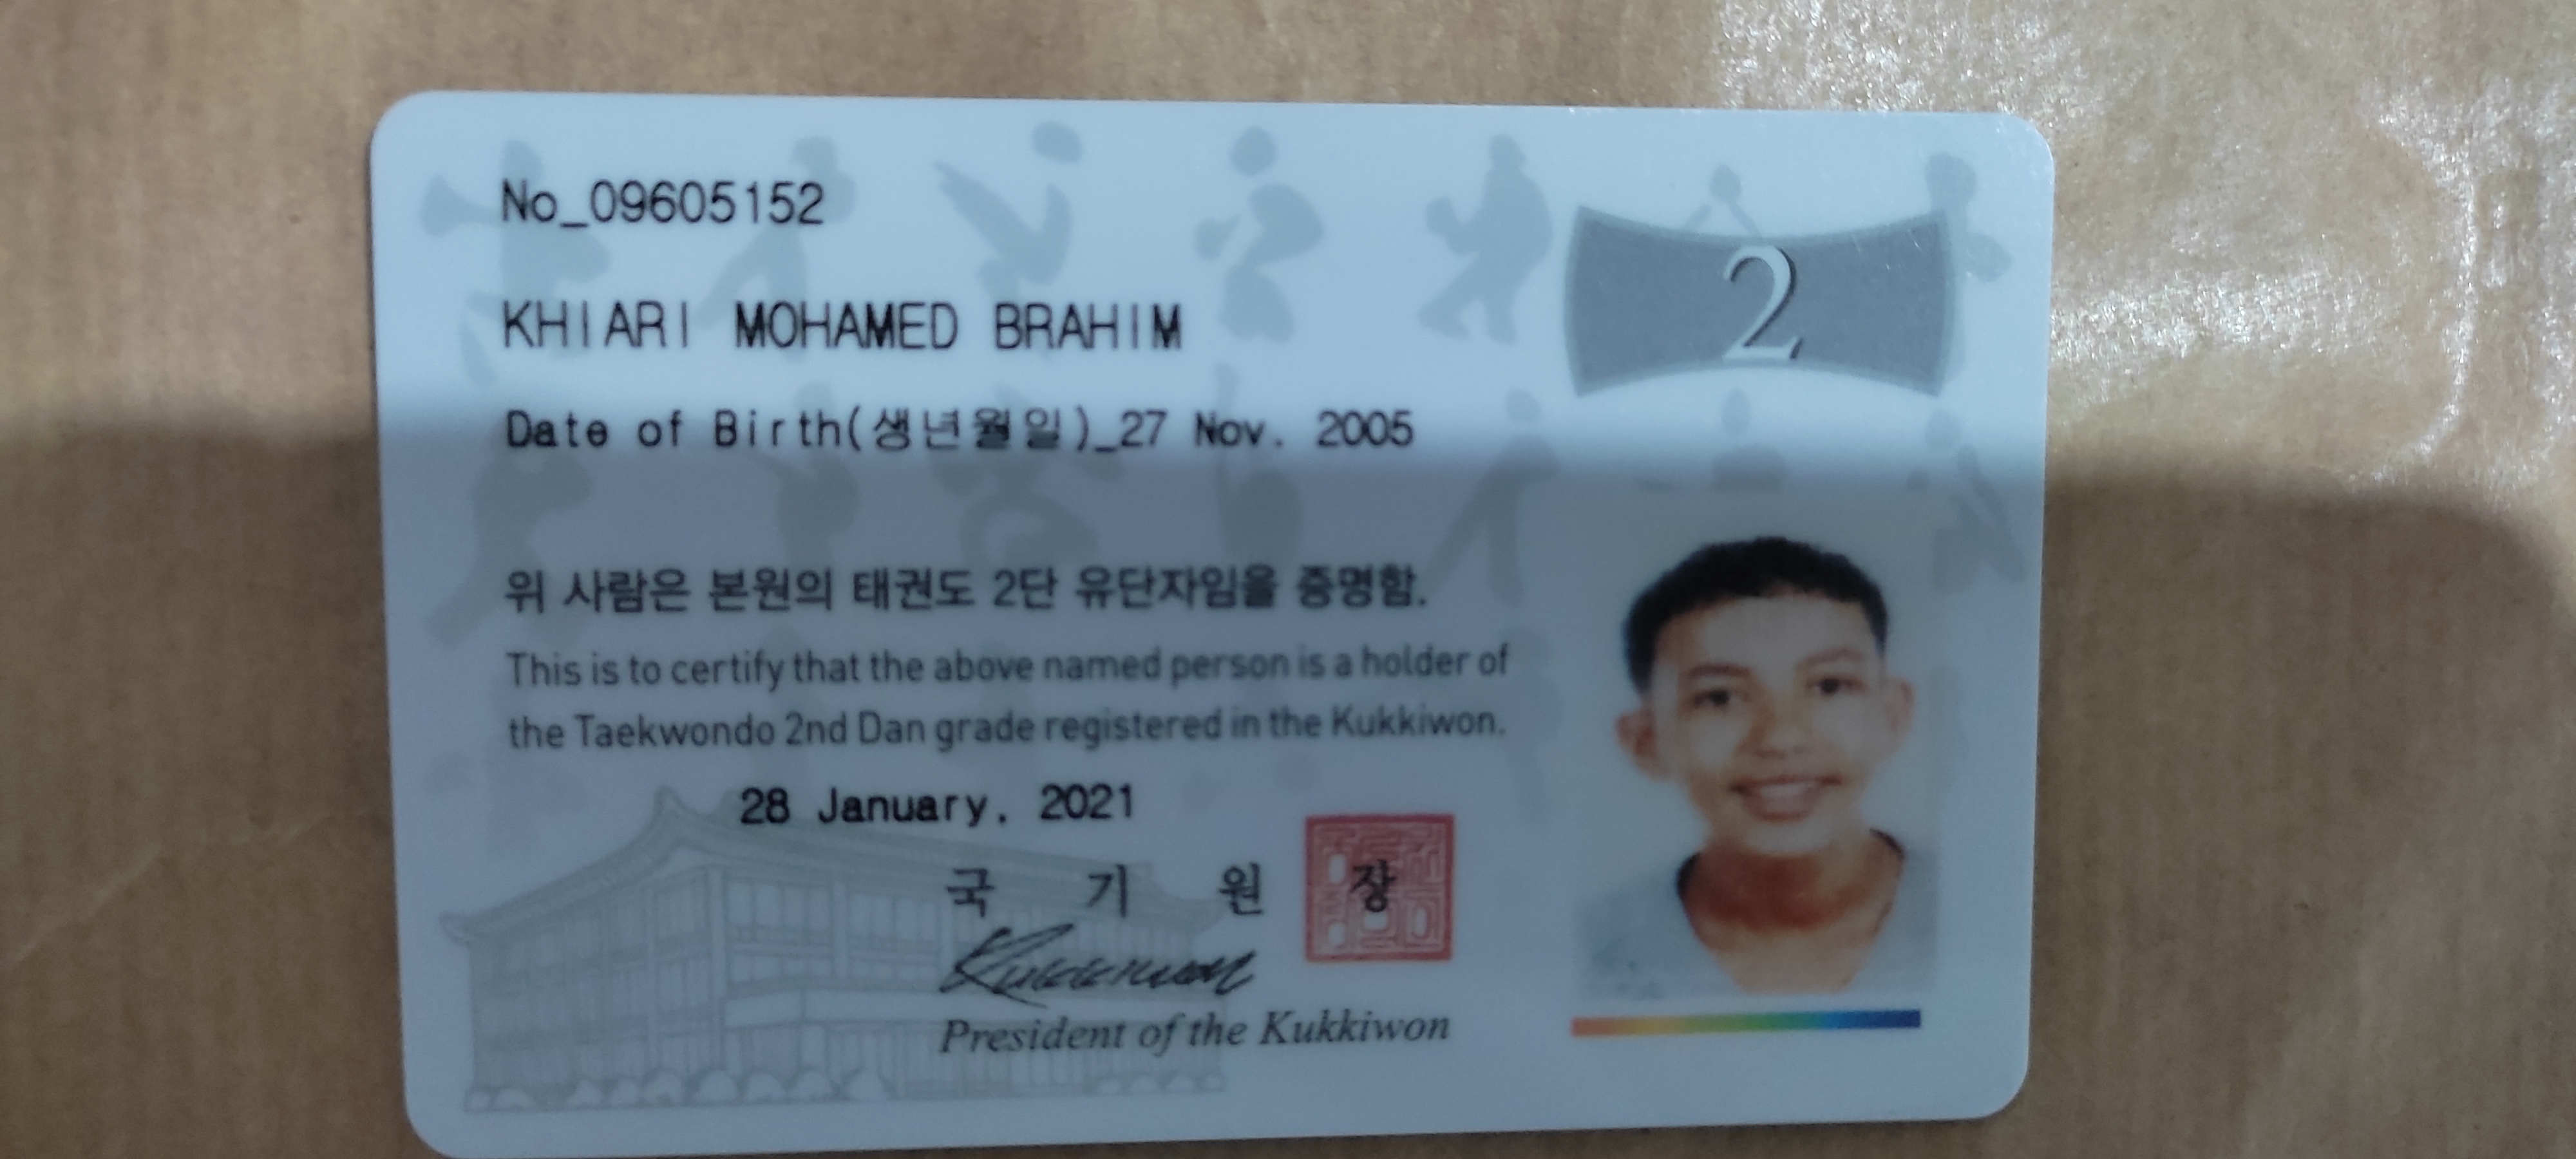 No_09605152
2
KHIARI MOHAMED BRAHIM
Date of Birth(생년월일)_27 Nov. 2005
위 사람은 본원의 태권도 2단 유단자임을 증명함.
This is to certify that the above named person is a holder of
the Taekwondo 2nd Dan grade registered in the Kukkiwon.
28 January, 2021
국 기 원 장
Kukkiwon
President of the Kukkiwon